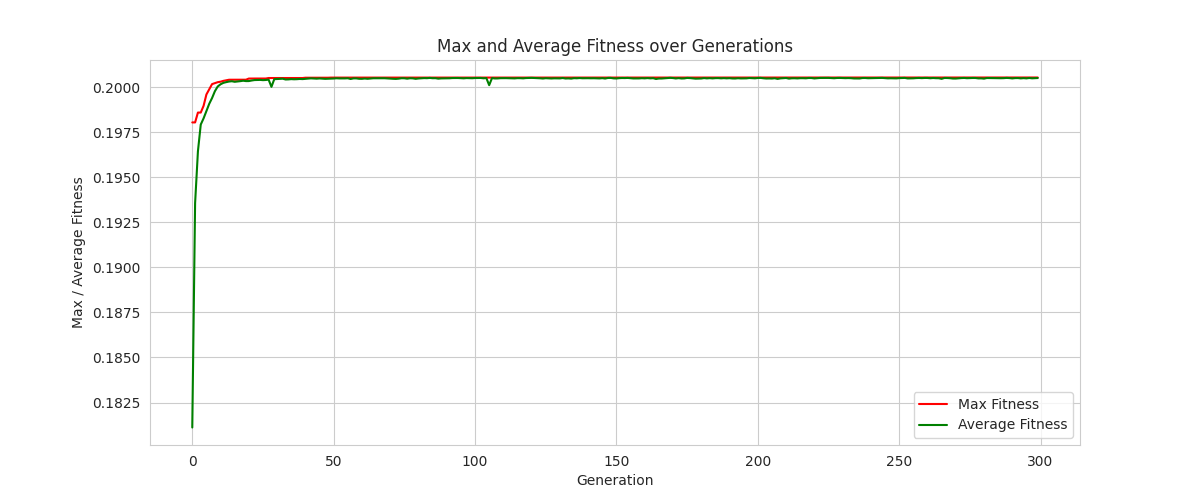 Max and Average Fitness over Generations
Max / Average Fitness
0.2000
0.1975
0.1950
0.1925
0.1900
0.1875
0.1850
0.1825
0 50 100 150 200 250 300
Generation
Max Fitness
Average Fitness